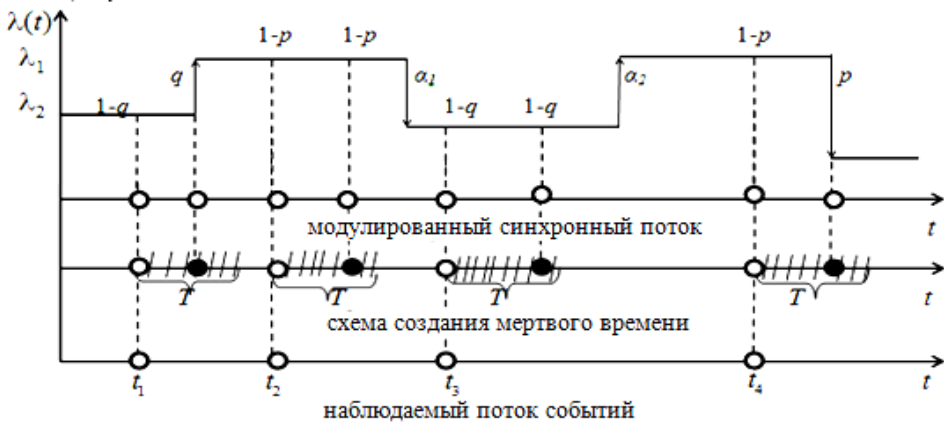 λ(t)
1-p 1-p 1-p
λ₁
q α₁ α₂ p
λ₂ 1-q 1-q 1-q
модулированный синхронный поток t
T T T T t
схема создания мертвого времени
t₁ t₂ t₃ t₄ t
наблюдаемый поток событий